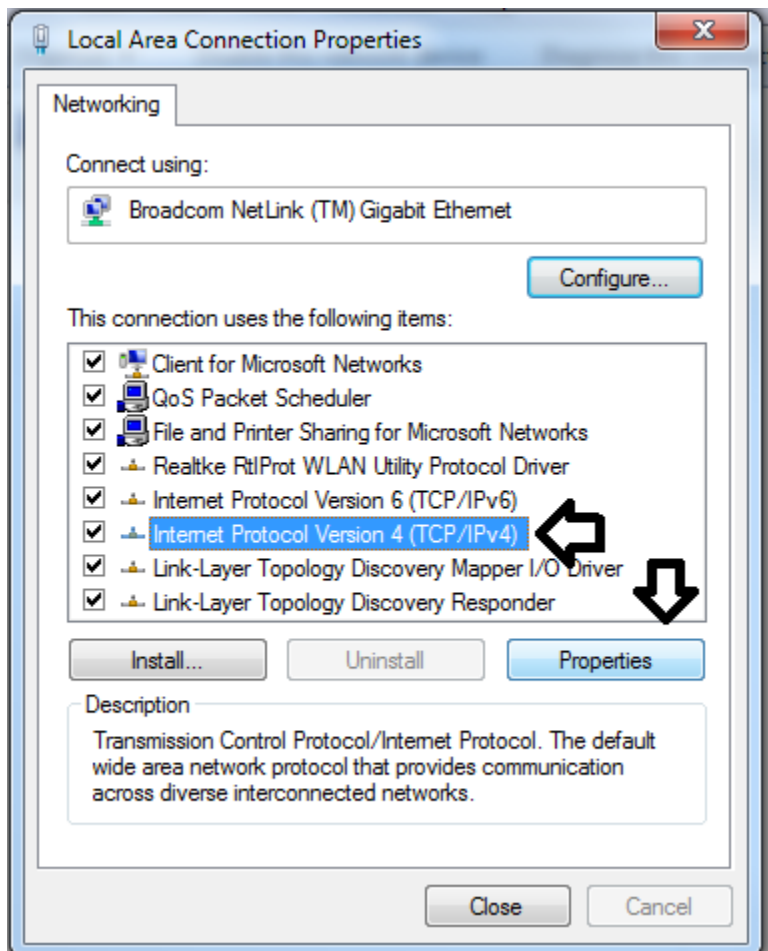 Local Area Connection Properties
Networking
Connect using:
Broadcom NetLink (TM) Gigabit Ethernet
Configure...
This connection uses the following items:
Client for Microsoft Networks
QoS Packet Scheduler
File and Printer Sharing for Microsoft Networks
Realtke RtlProt WLAN Utility Protocol Driver
Internet Protocol Version 6 (TCP/IPv6)
Internet Protocol Version 4 (TCP/IPv4)
Link-Layer Topology Discovery Mapper I/O Driver
Link-Layer Topology Discovery Responder
Install... Uninstall Properties
Description
Transmission Control Protocol/Internet Protocol. The default
wide area network protocol that provides communication
across diverse interconnected networks.
Close Cancel